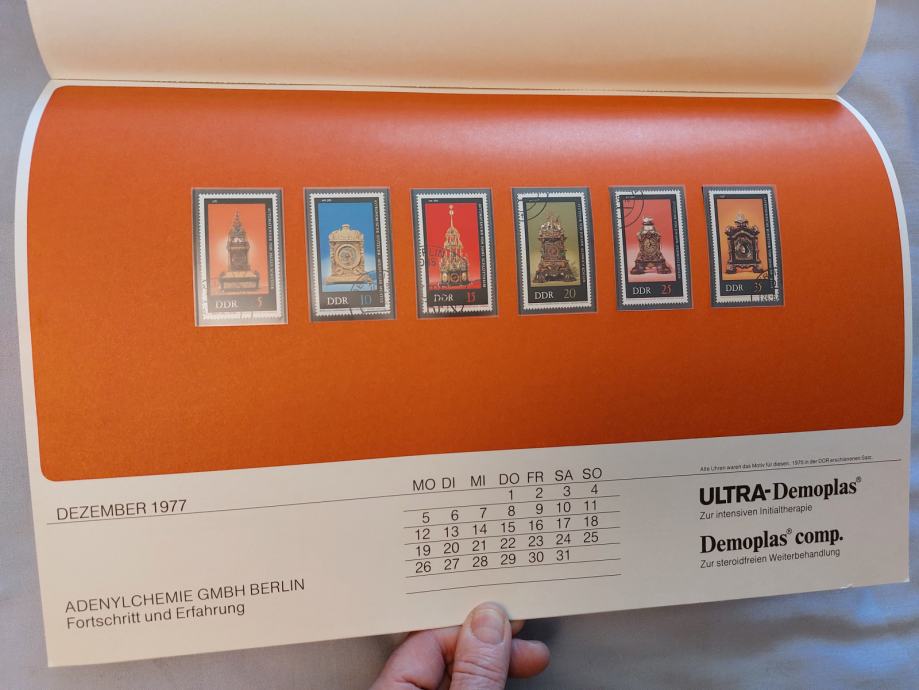 DDR 5
DDR 10
DDR 15
DDR 20
DDR 25
DDR 35
Alte Uhren waren das Motiv für diesen, 1975 in der DDR erschienenen Satz.
DEZEMBER 1977
MO DI MI DO FR SA SO
1 2 3 4
5 6 7 8 9 10 11
12 13 14 15 16 17 18
19 20 21 22 23 24 25
26 27 28 29 30 31
ULTRA-Demoplas®
Zur intensiven Initialtherapie
Demoplas® comp.
Zur steroidfreien Weiterbehandlung
ADENYLCHEMIE GMBH BERLIN
Fortschritt und Erfahrung